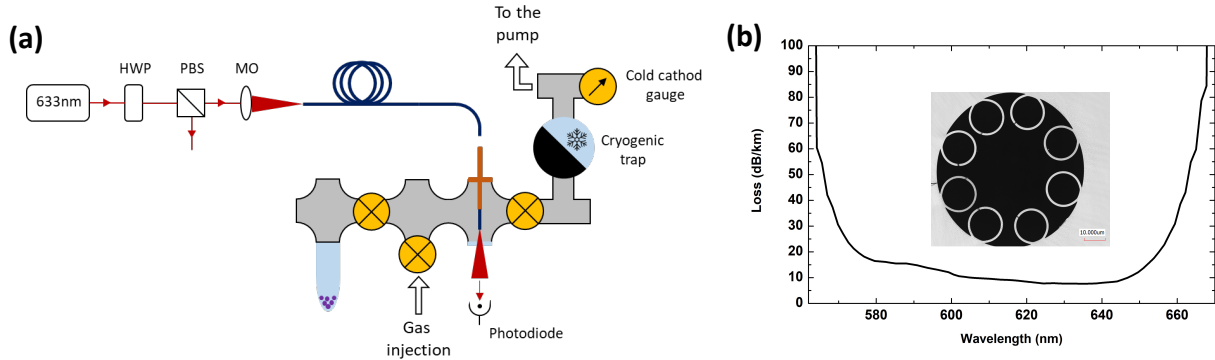 (a)
To the
pump
HWP
PBS
MO
633nm
Cold cathod
gauge
Cryogenic
trap
Gas
injection
Photodiode
(b)
100
90
80
70
60
50
40
30
20
10
0
Loss (dB/km)
10.000um
580
600
620
640
660
Wavelength (nm)